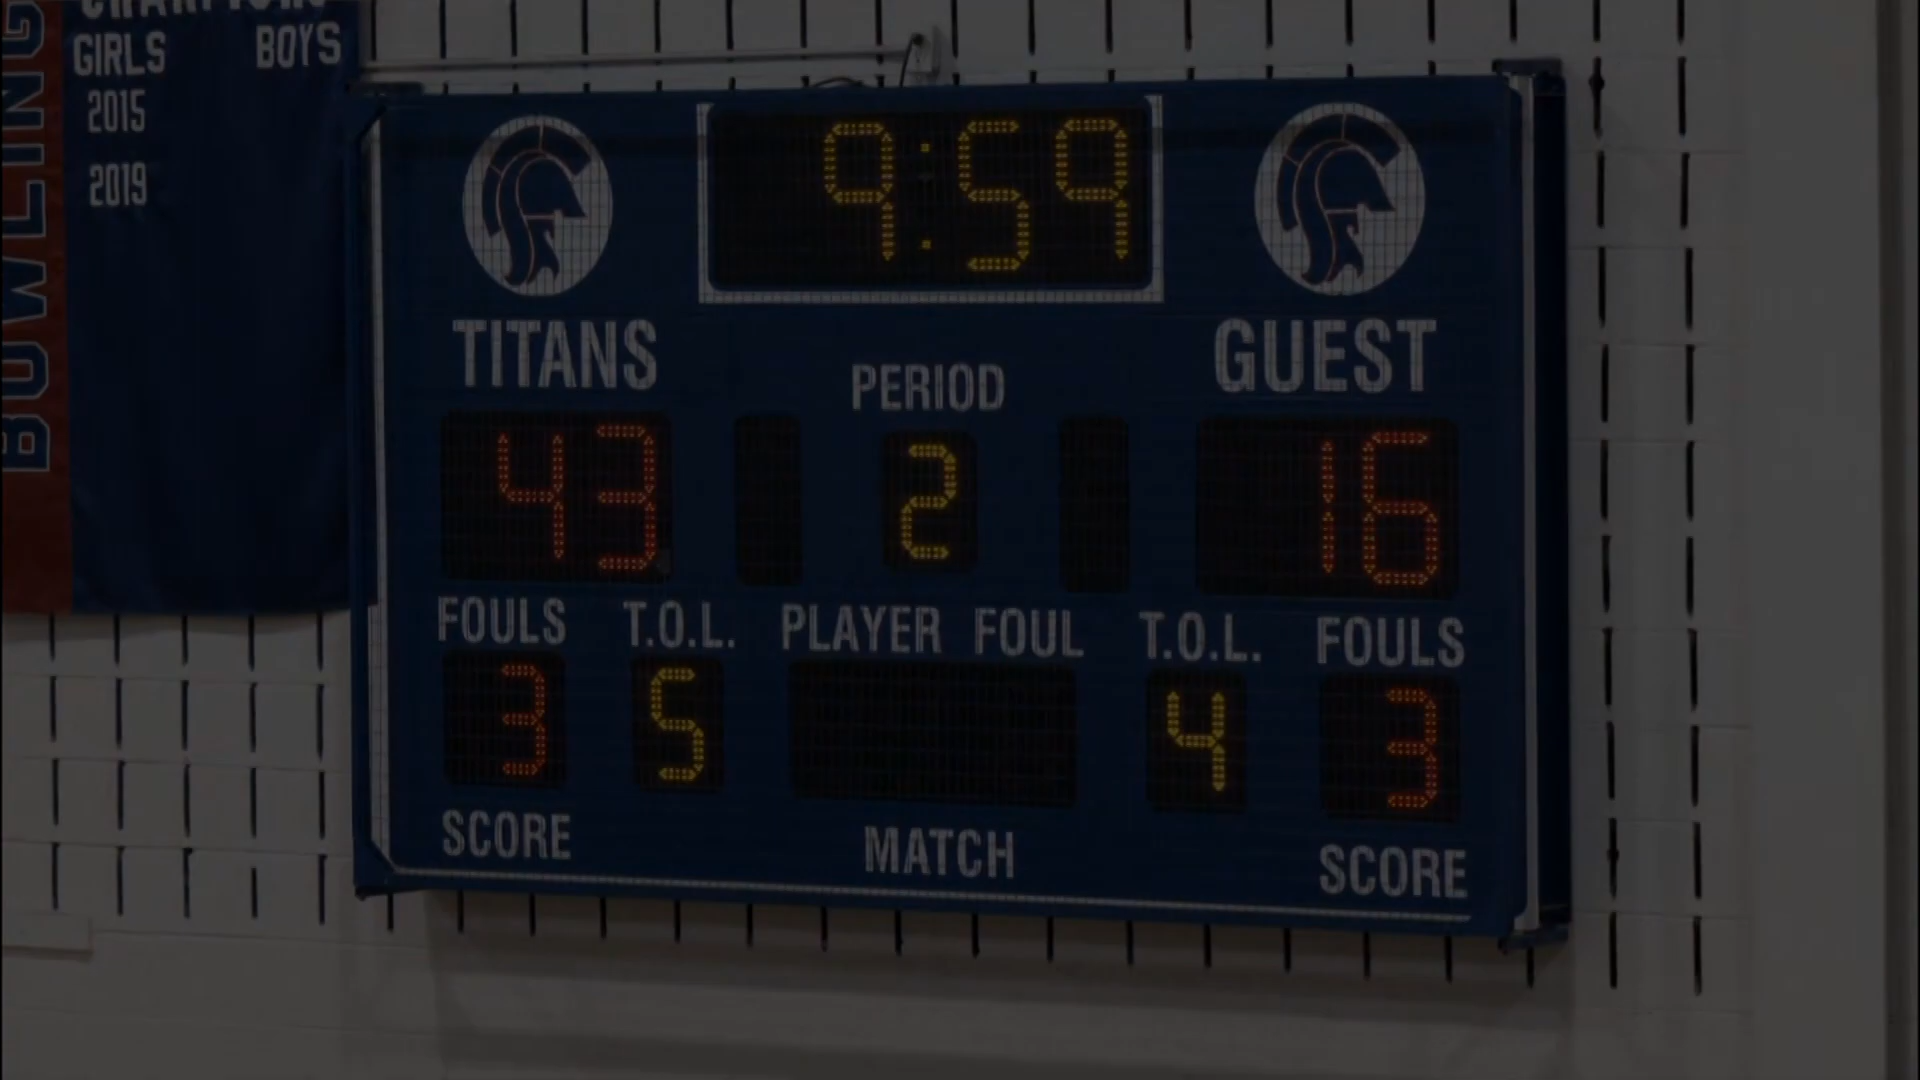 CHAMPIONS
GIRLS BOYS
2015
2019
BOWLING
9:59
TITANS
GUEST
PERIOD
43
2
16
FOULS T.O.L. PLAYER FOUL T.O.L. FOULS
3 5 4 3
SCORE MATCH SCORE